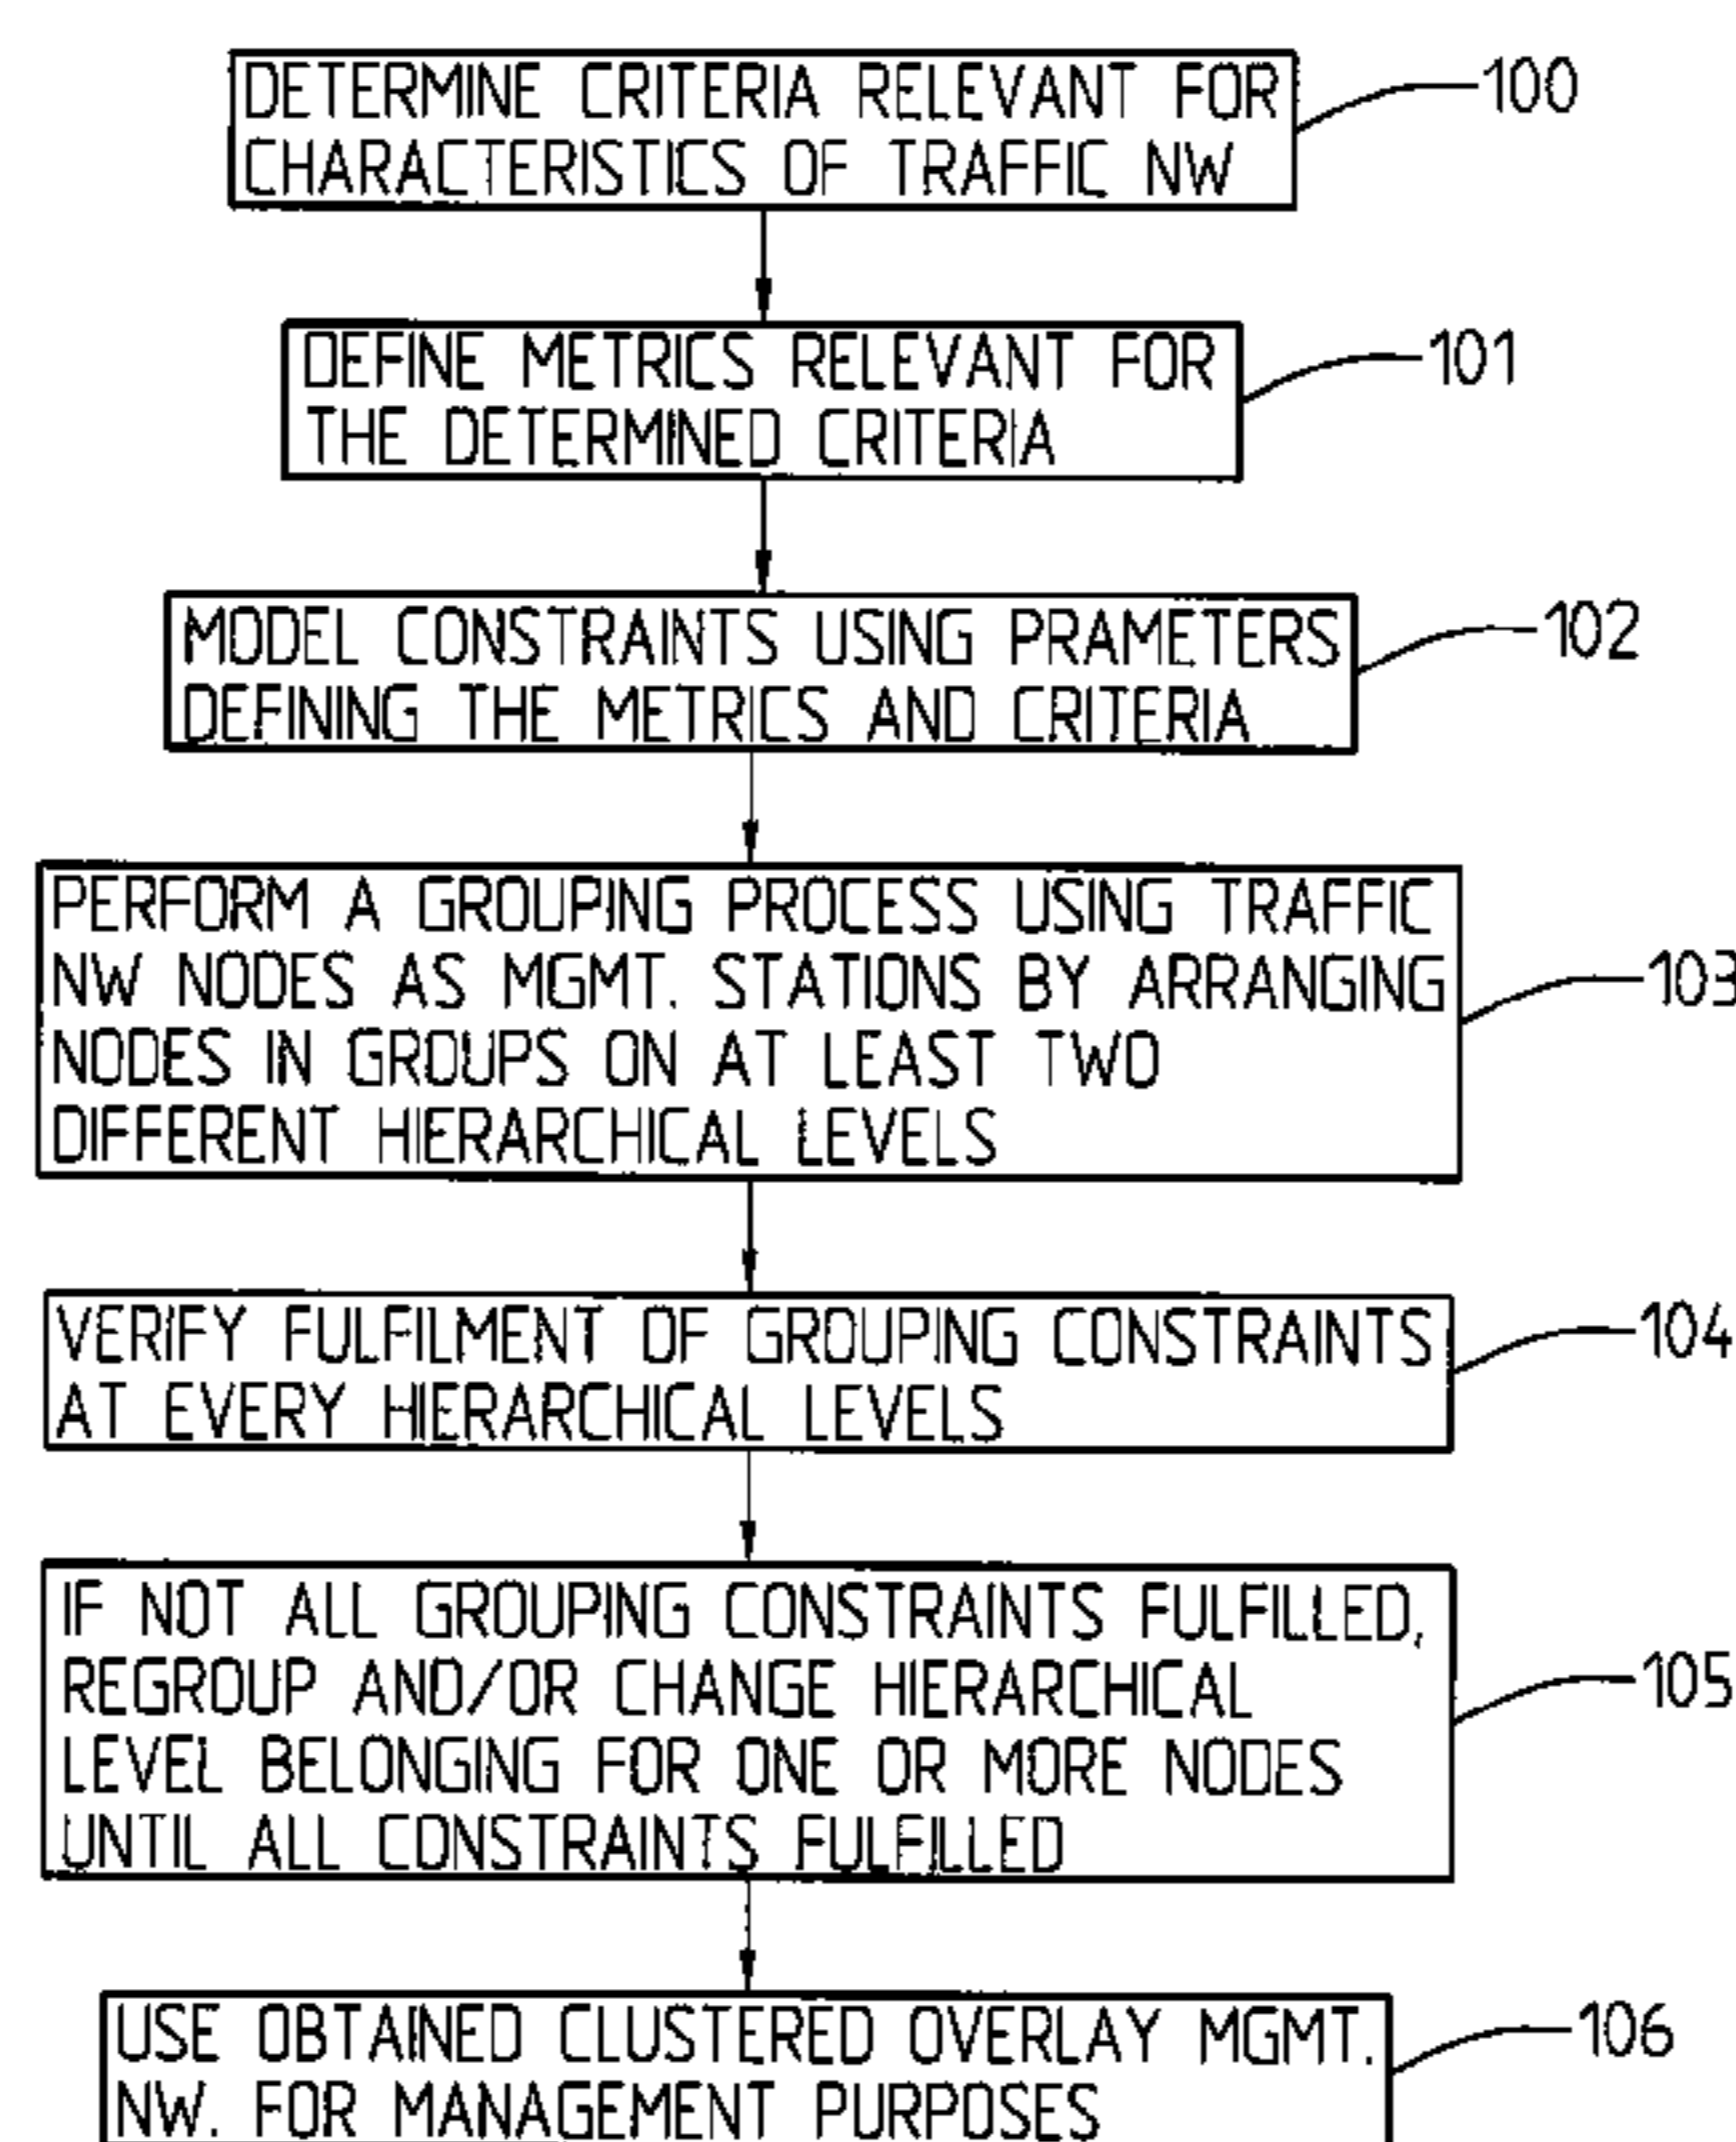 DETERMINE CRITERIA RELEVANT FOR
CHARACTERISTICS OF TRAFFIC NW
100
DEFINE METRICS RELEVANT FOR
THE DETERMINED CRITERIA
101
MODEL CONSTRAINTS USING PRAMETERS
DEFINING THE METRICS AND CRITERIA
102
PERFORM A GROUPING PROCESS USING TRAFFIC
NW NODES AS MGMT. STATIONS BY ARRANGING
NODES IN GROUPS ON AT LEAST TWO
DIFFERENT HIERARCHICAL LEVELS
103
VERIFY FULFILMENT OF GROUPING CONSTRAINTS
AT EVERY HIERARCHICAL LEVELS
104
IF NOT ALL GROUPING CONSTRAINTS FULFILLED,
REGROUP AND/OR CHANGE HIERARCHICAL
LEVEL BELONGING FOR ONE OR MORE NODES
UNTIL ALL CONSTRAINTS FULFILLED
105
USE OBTAINED CLUSTERED OVERLAY MGMT.
NW. FOR MANAGEMENT PURPOSES
106